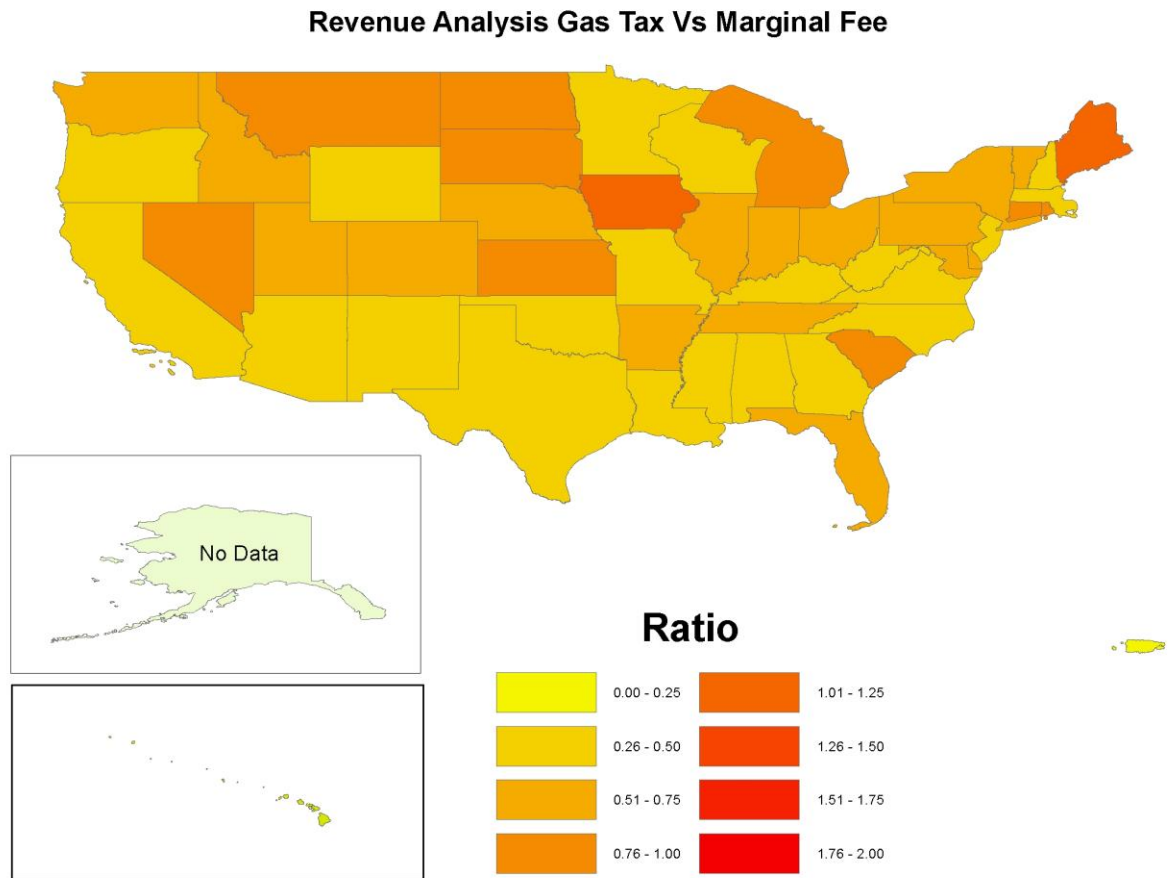 Revenue Analysis Gas Tax Vs Marginal Fee
No Data
Ratio
0.00 - 0.25
1.01 - 1.25
0.26 - 0.50
1.26 - 1.50
0.51 - 0.75
1.51 - 1.75
0.76 - 1.00
1.76 - 2.00